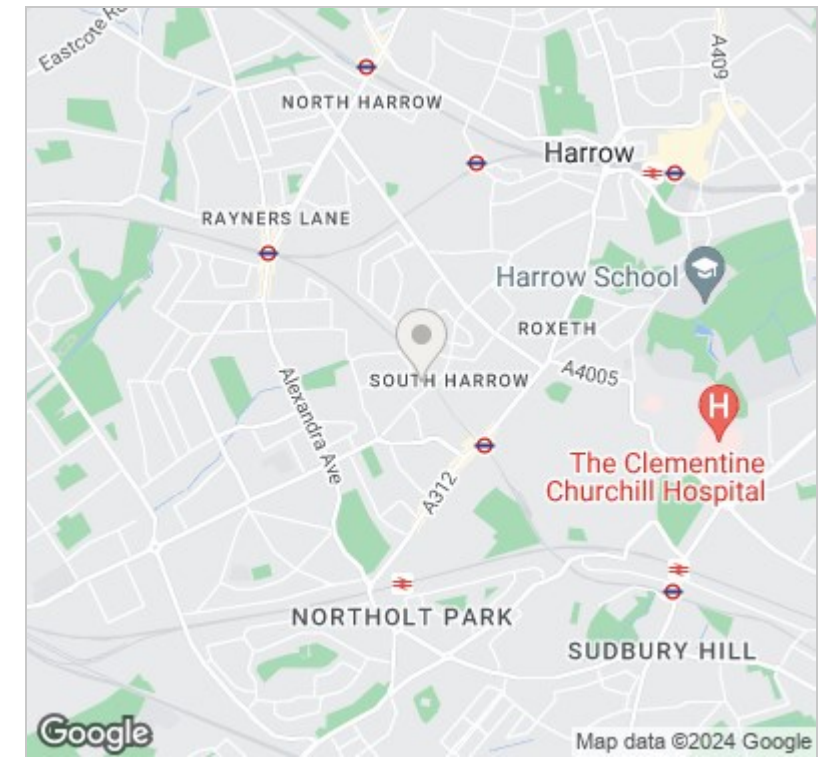 Eastcote R
A409
NORTH HARROW
Harrow
RAYNERS LANE
Harrow School
ROXETH
SOUTH HARROW
A4005
Alexandra Ave
H
The Clementine
Churchill Hospital
A312
NORTHOLT PARK
SUDBURY HILL
Google
Map data ©2024 Google